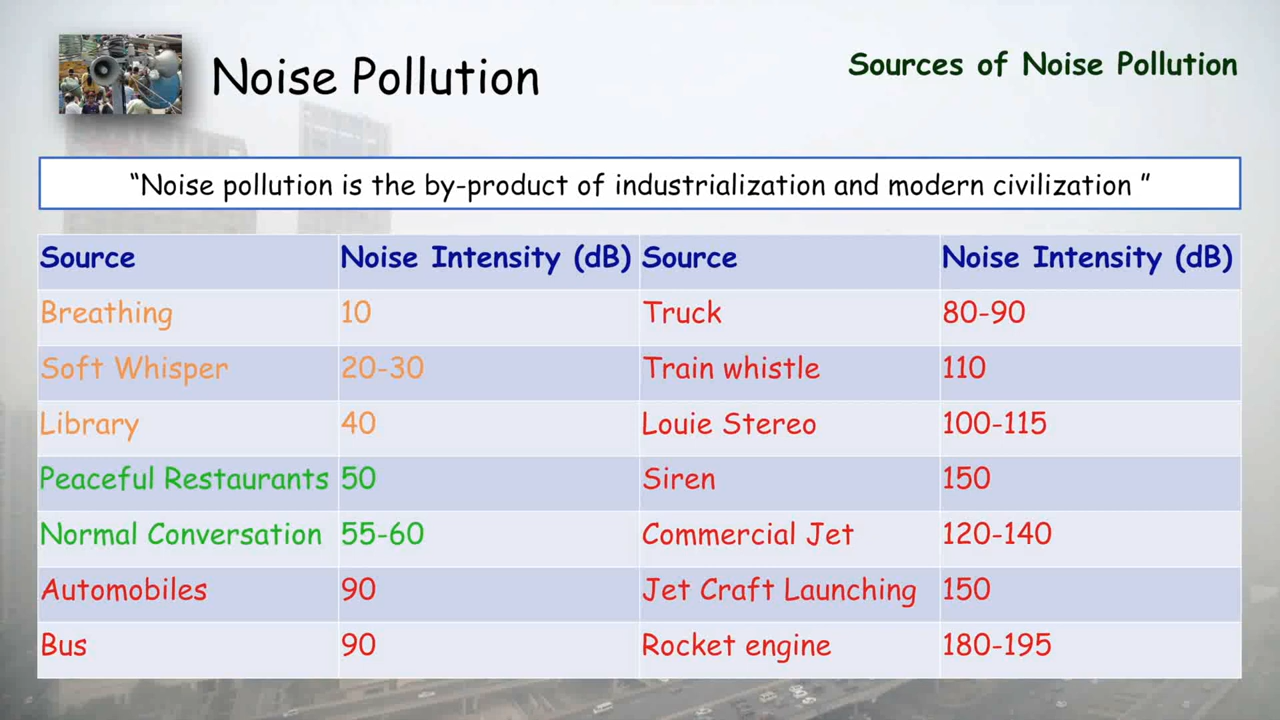 Noise Pollution
Sources of Noise Pollution
“Noise pollution is the by-product of industrialization and modern civilization ”
Source Noise Intensity (dB) Source Noise Intensity (dB)
Breathing 10 Truck 80-90
Soft Whisper 20-30 Train whistle 110
Library 40 Louie Stereo 100-115
Peaceful Restaurants 50 Siren 150
Normal Conversation 55-60 Commercial Jet 120-140
Automobiles 90 Jet Craft Launching 150
Bus 90 Rocket engine 180-195